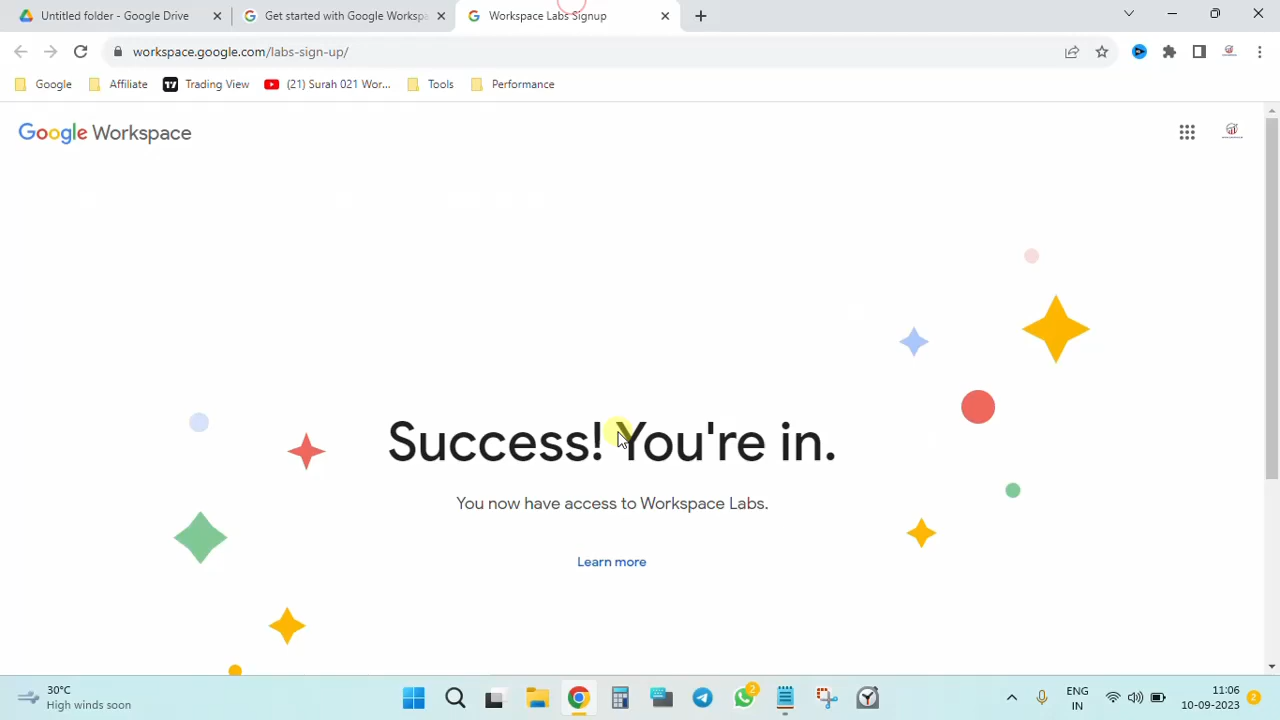 Untitled folder - Google Drive
Get started with Google Worksp
Workspace Labs Signup
workspace.google.com/labs-sign-up/
Google
Affiliate
Trading View
(21) Surah 021 Wor...
Tools
Performance
Google Workspace
Success! You're in.
You now have access to Workspace Labs.
Learn more
30°C
High winds soon
2
ENG
IN
11:06
10-09-2023
2